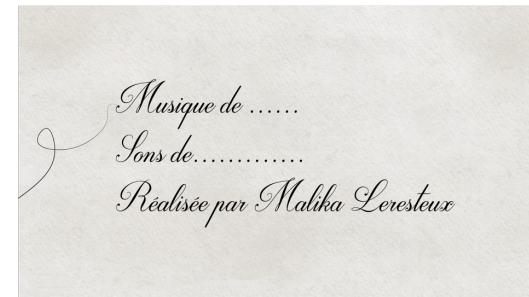 Musique de ......
Sons de.............
Réalisée par Malika Leresteux